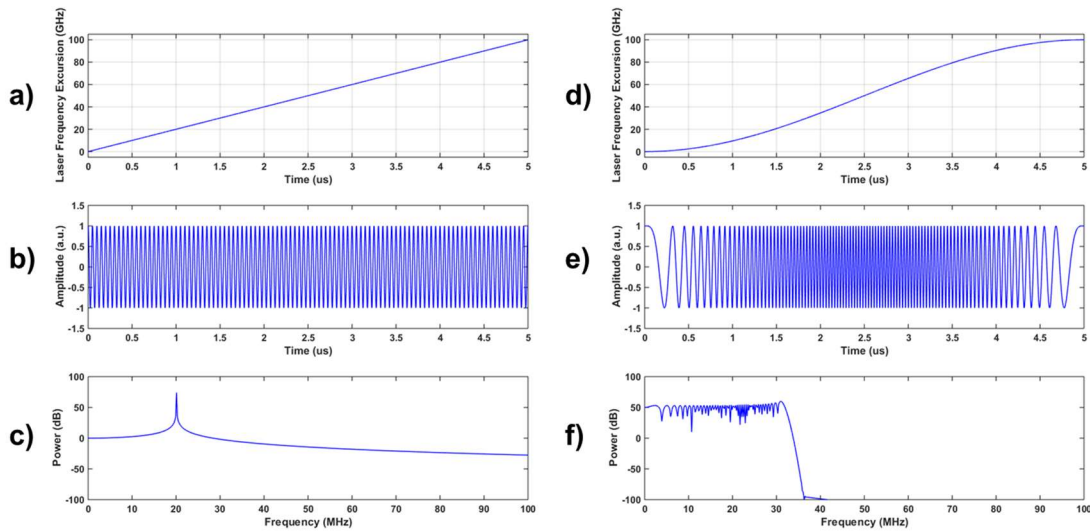 a)
Laser Frequency Excursion (GHz)
100
80
60
40
20
0
0 0.5 1 1.5 2 2.5 3 3.5 4 4.5 5
Time (us)
b)
Amplitude (a.u.)
1.5
1
0.5
0
-0.5
-1
-1.5
0 0.5 1 1.5 2 2.5 3 3.5 4 4.5 5
Time (us)
c)
Power (dB)
100
50
0
-50
-100
0 10 20 30 40 50 60 70 80 90 100
Frequency (MHz)
d)
Laser Frequency Excursion (GHz)
100
80
60
40
20
0
0 0.5 1 1.5 2 2.5 3 3.5 4 4.5 5
Time (us)
e)
Amplitude (a.u.)
1.5
1
0.5
0
-0.5
-1
-1.5
0 0.5 1 1.5 2 2.5 3 3.5 4 4.5 5
Time (us)
f)
Power (dB)
100
50
0
-50
-100
0 10 20 30 40 50 60 70 80 90 100
Frequency (MHz)